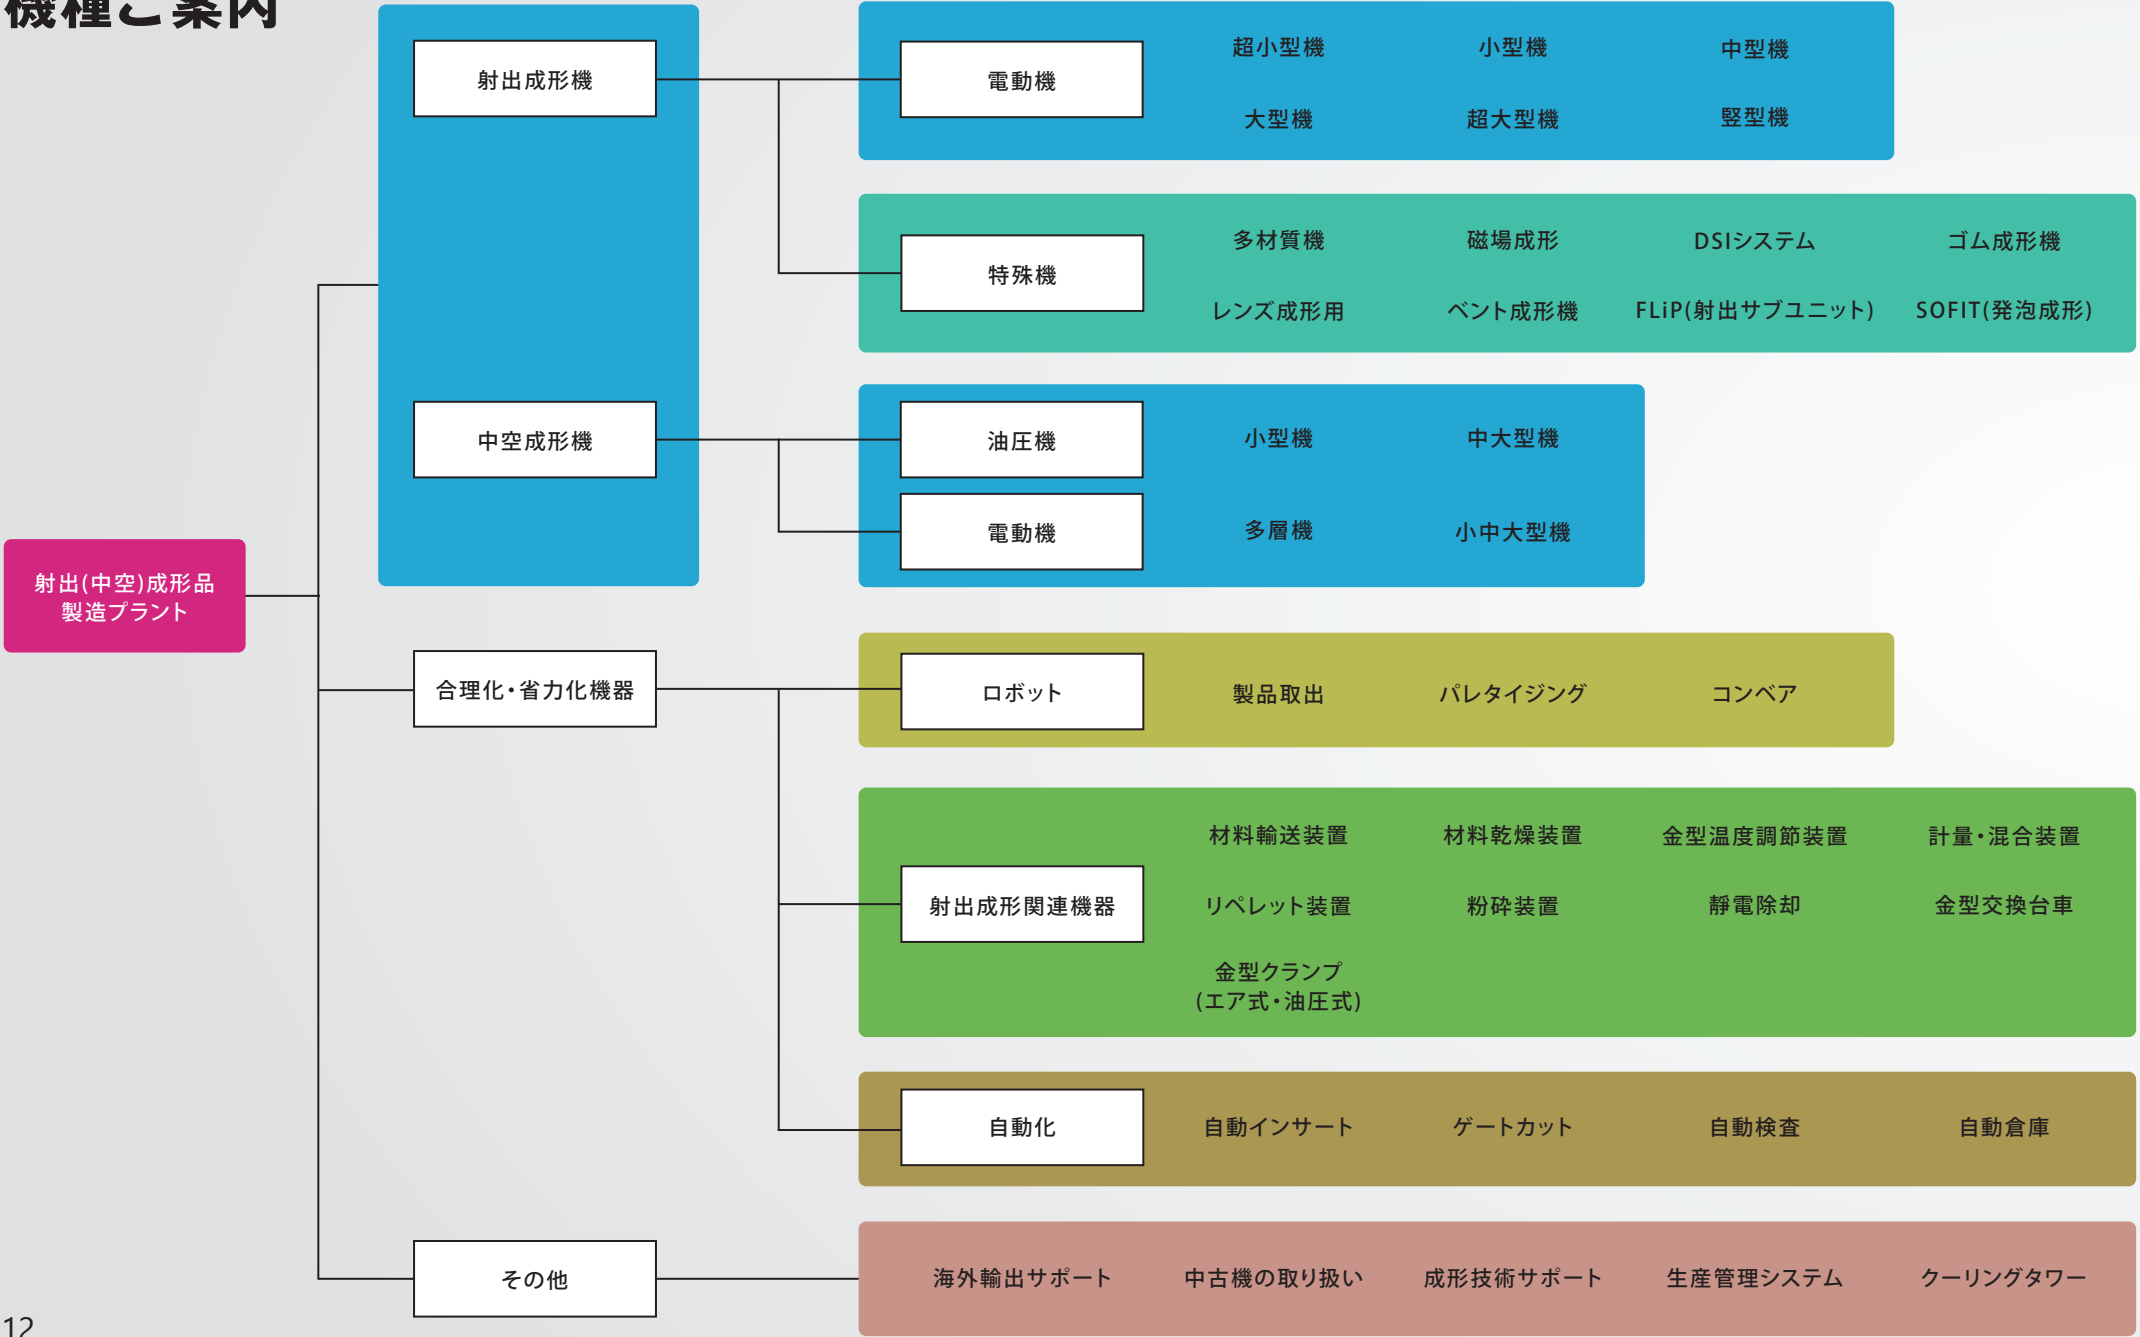 機種ご案内
射出成形機
電動機
超小型機
小型機
中型機
大型機
超大型機
竪型機
特殊機
多材質機
磁場成形
DSIシステム
ゴム成形機
レンズ成形用
ベント成形機
FLiP(射出サブユニット)
SOFIT(発泡成形)
中空成形機
油圧機
小型機
中大型機
電動機
多層機
小中大型機
射出(中空)成形品
製造プラント
合理化・省力化機器
ロボット
製品取出
パレタイジング
コンベア
射出成形関連機器
材料輸送装置
材料乾燥装置
金型温度調節装置
計量・混合装置
リペレット装置
粉砕装置
靜電除却
金型交換台車
金型クランプ
(エア式・油圧式)
自動化
自動インサート
ゲートカット
自動検査
自動倉庫
その他
海外輸出サポート
中古機の取り扱い
成形技術サポート
生産管理システム
クーリングタワー
12